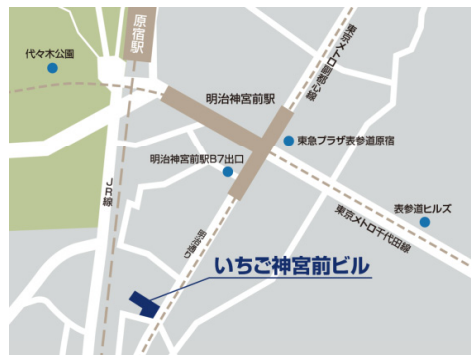 原宿駅
代々木公園
東京メトロ副都心線
明治神宮前駅
東急プラザ表参道原宿
明治神宮前駅B7出口
JR線
表参道ヒルズ
東京メトロ千代田線
明治通り
いちご神宮前ビル